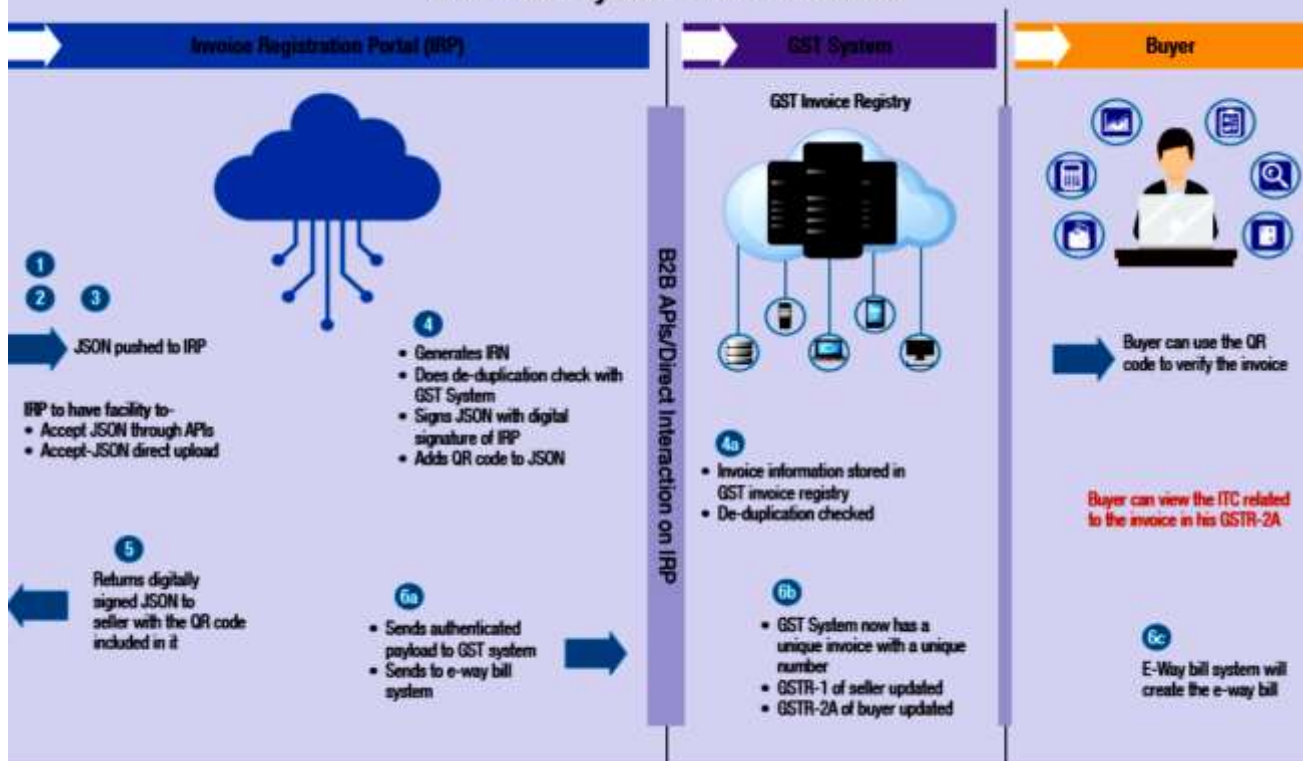 Invoice Registration Portal (IRP)
GST System
Buyer
GST Invoice Registry
1
2
3
JSON pushed to IRP
IRP to have facility to-
• Accept JSON through APIs
• Accept-JSON direct upload
4
• Generates IRN
• Does de-duplication check with
GST System
• Signs JSON with digital
signature of IRP
• Adds QR code to JSON
5
Returns digitally
signed JSON to
seller with the QR code
included in it
6a
• Sends authenticated
payload to GST system
• Sends to e-way bill
system
B2B APIs/Direct Interaction on IRP
4a
• Invoice information stored in
GST invoice registry
• De-duplication checked
6b
• GST System now has a
unique invoice with a unique
number
• GSTR-1 of seller updated
• GSTR-2A of buyer updated
Buyer can use the QR
code to verify the invoice
Buyer can view the ITC related
to the invoice in his GSTR-2A
6c
E-Way bill system will
create the e-way bill